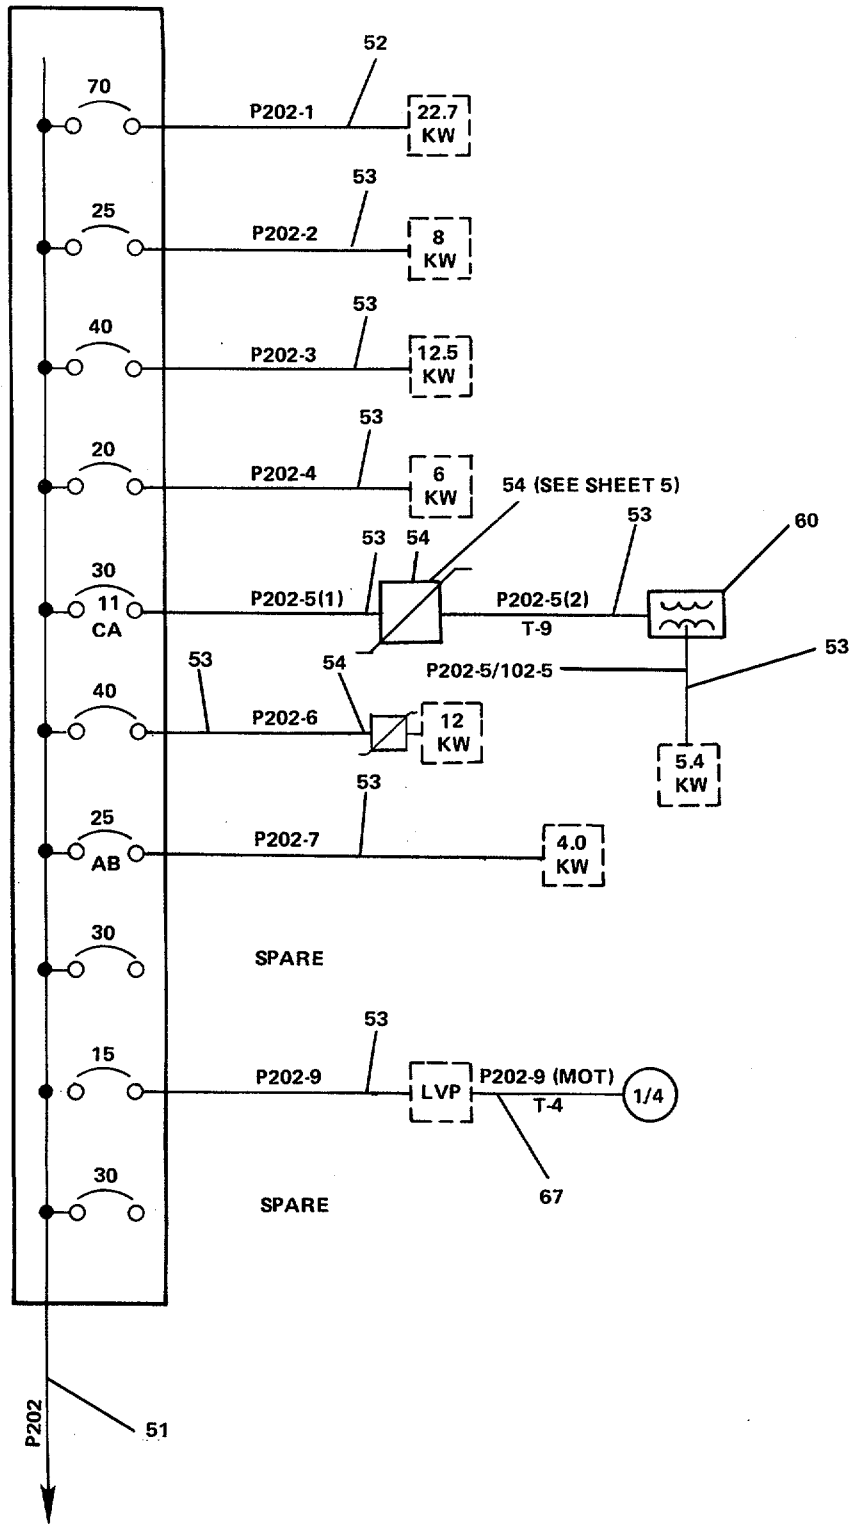 52
70
P202-1
22.7
KW
53
25
P202-2
8
KW
53
40
P202-3
12.5
KW
53
20
P202-4
6
KW
54 (SEE SHEET 5)
53
60
53
54
30
11
CA
P202-5(1)
P202-5(2)
T-9
53
P202-5/102-5
53
54
40
P202-6
12
KW
5.4
KW
53
25
AB
P202-7
4.0
KW
30
SPARE
53
15
P202-9
LVP
P202-9 (MOT)
T-4
1/4
67
30
SPARE
P202
51